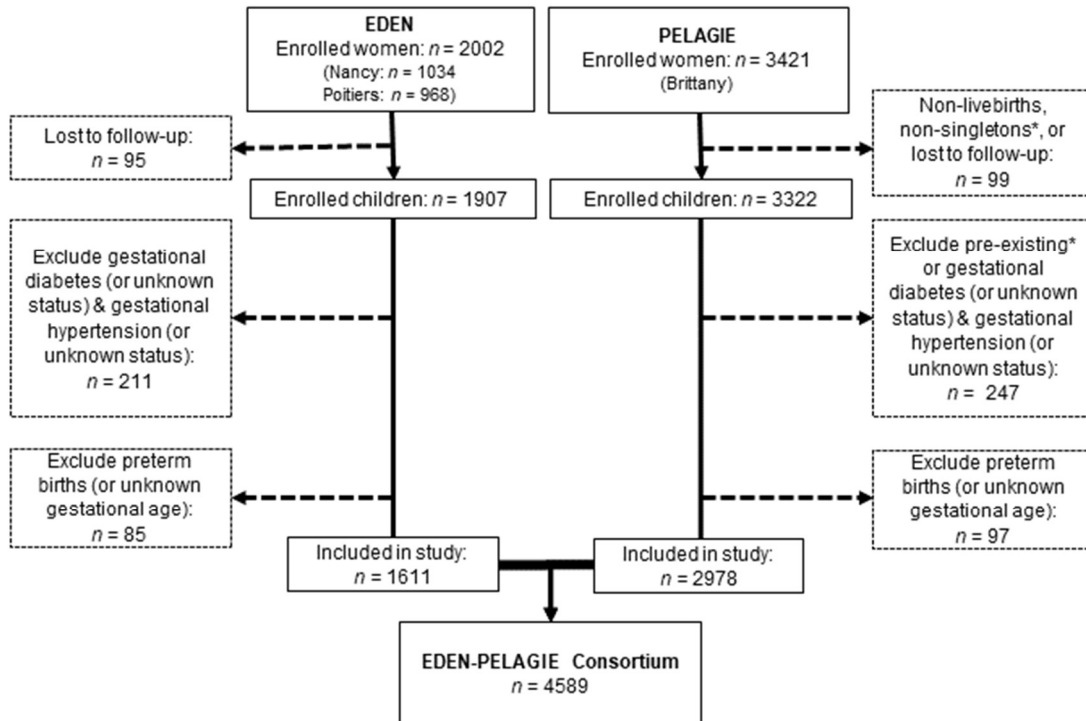 EDEN
Enrolled women: n = 2002
(Nancy: n = 1034
Poitiers: n = 968)
PELAGIE
Enrolled women: n = 3421
(Brittany)
Lost to follow-up:
n = 95
Non-livebirths,
non-singletons*, or
lost to follow-up:
n = 99
Enrolled children: n = 1907
Enrolled children: n = 3322
Exclude gestational
diabetes (or unknown
status) & gestational
hypertension (or
unknown status):
n = 211
Exclude pre-existing*
or gestational
diabetes (or unknown
status) & gestational
hypertension (or
unknown status):
n = 247
Exclude preterm
births (or unknown
gestational age):
n = 85
Exclude preterm
births (or unknown
gestational age):
n = 97
Included in study:
n = 1611
Included in study:
n = 2978
EDEN-PELAGIE Consortium
n = 4589